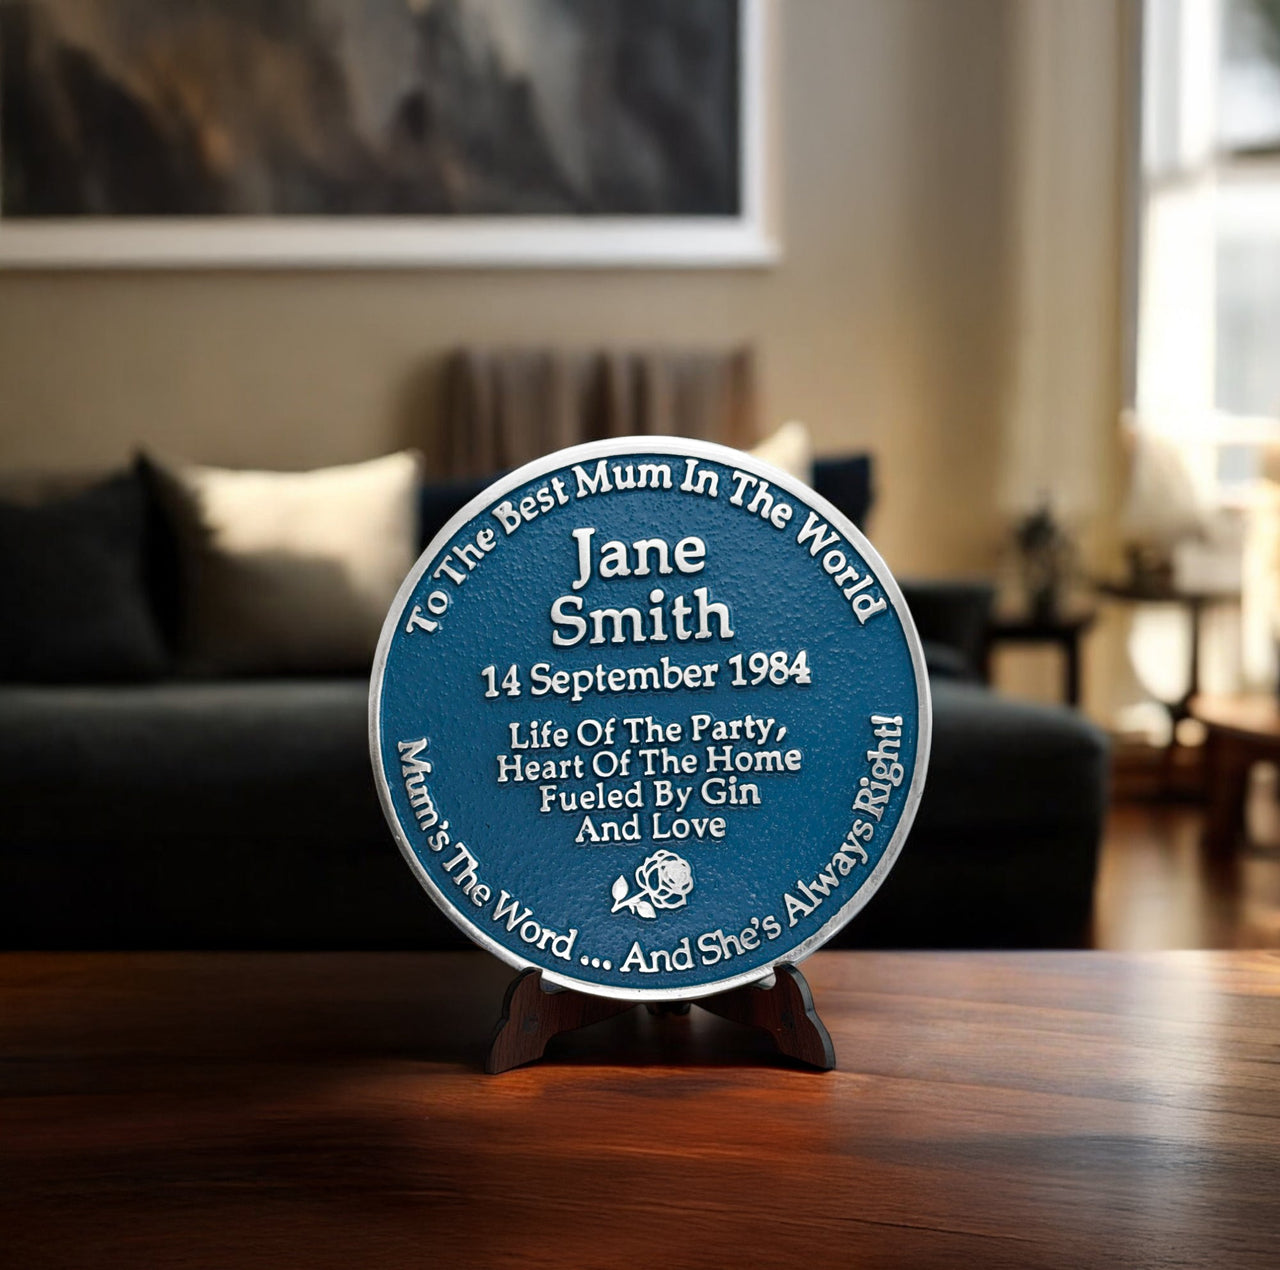 To The Best Mum In The World
Jane
Smith
14 September 1984
Life Of The Party,
Heart Of The Home
Fueled By Gin
And Love
Mum's The Word ... And She's Always Right!